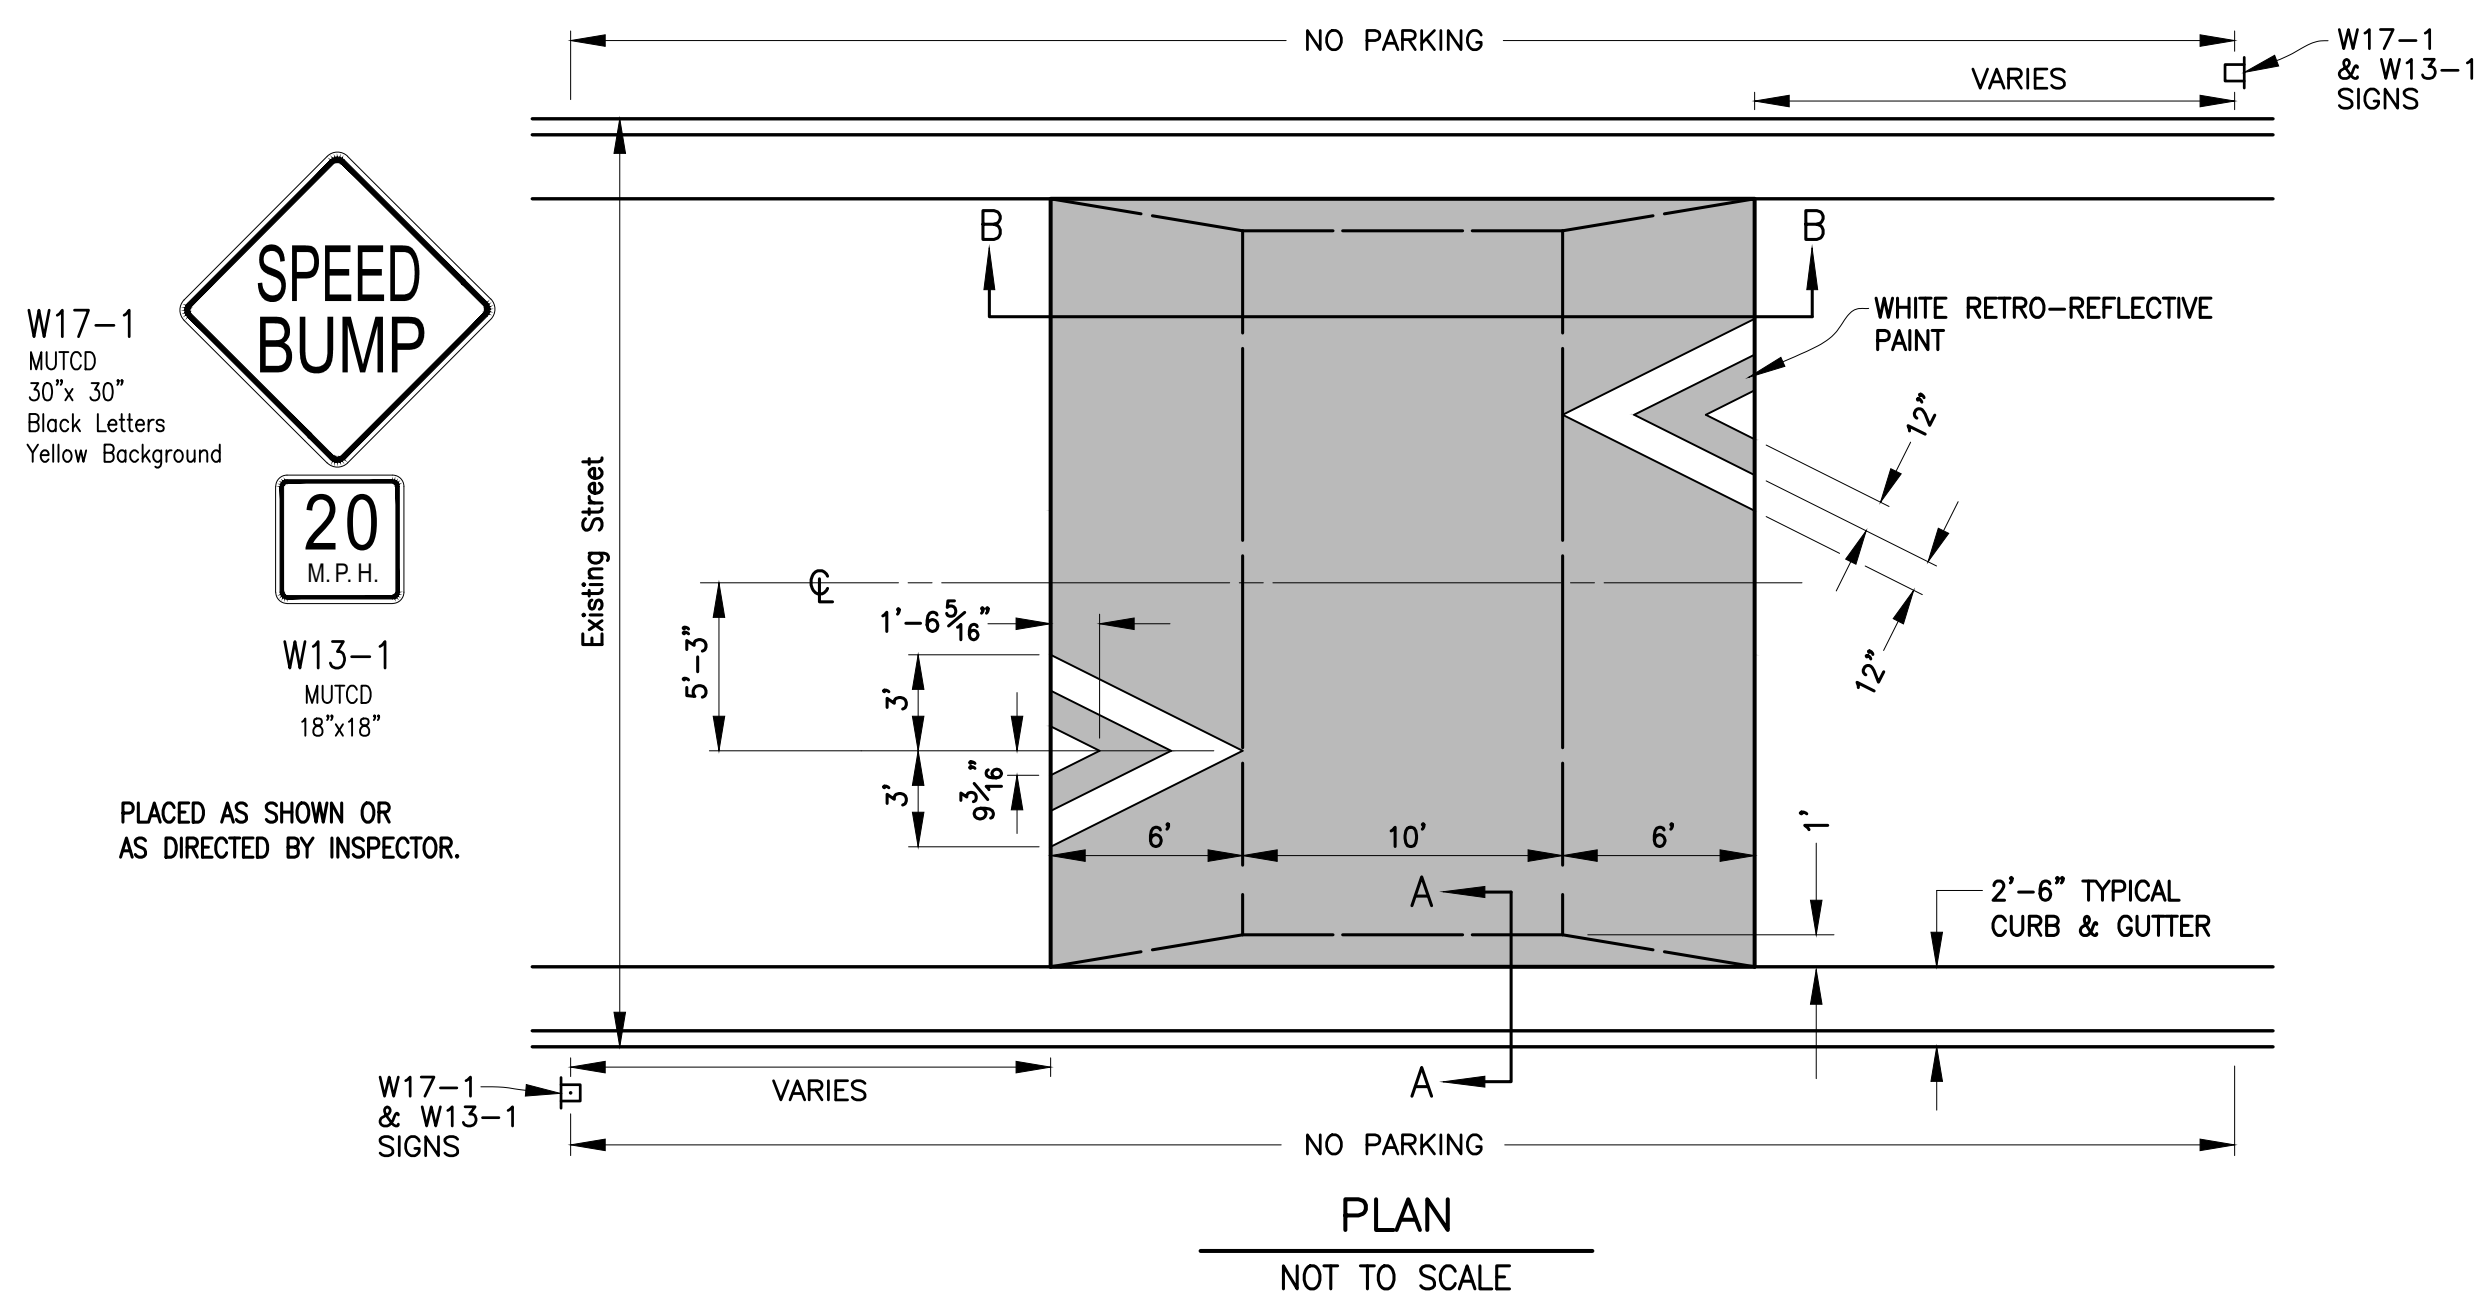 NO PARKING
W17-1
& W13-1
SIGNS
VARIES
SPEED
BUMP
W17-1
MUTCD
30"x 30"
Black Letters
Yellow Background
20
M.P.H.
W13-1
MUTCD
18"x18"
PLACED AS SHOWN OR
AS DIRECTED BY INSPECTOR.
Existing Street
B
B
WHITE RETRO-REFLECTIVE
PAINT
12"
12"
℄
5'-3"
1'-6 5/16"
3'
3'
9 3/16"
6'
10'
6'
1'
A
A
2'-6" TYPICAL
CURB & GUTTER
VARIES
W17-1
& W13-1
SIGNS
NO PARKING
PLAN
NOT TO SCALE